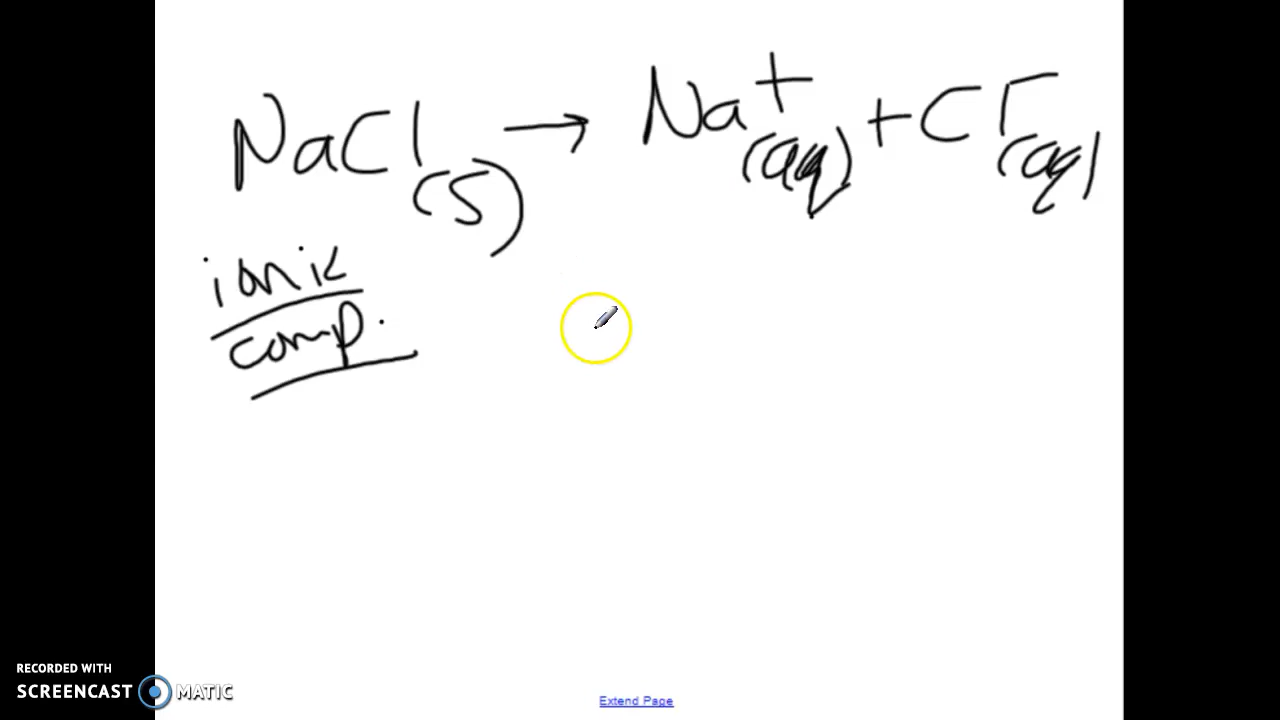 NaCl(s) → Na+(aq) + Cl-(aq)
ionic
comp.
RECORDED WITH
SCREENCAST MATIC
Extend Page